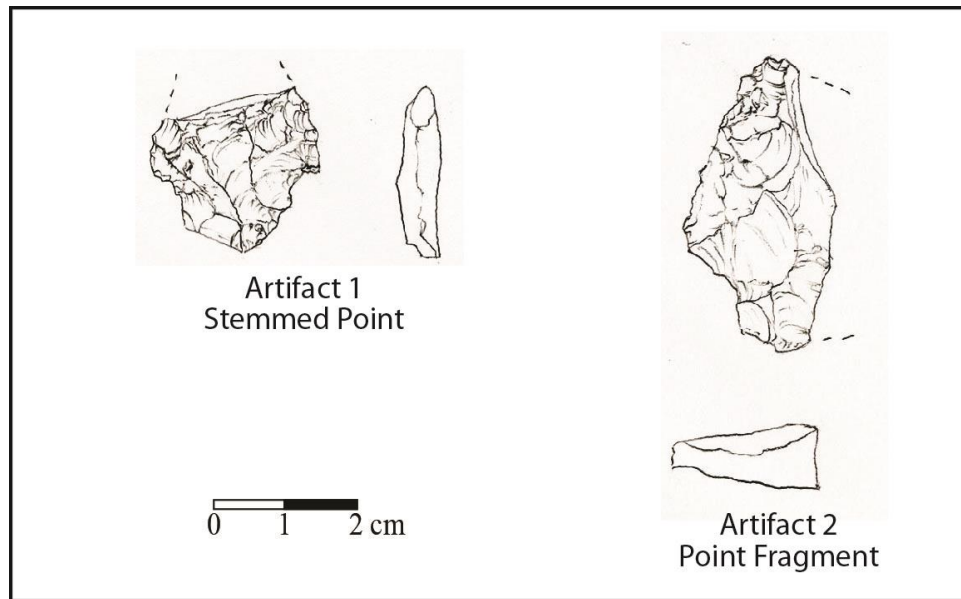 Artifact 1
Stemmed Point
0 1 2 cm
Artifact 2
Point Fragment